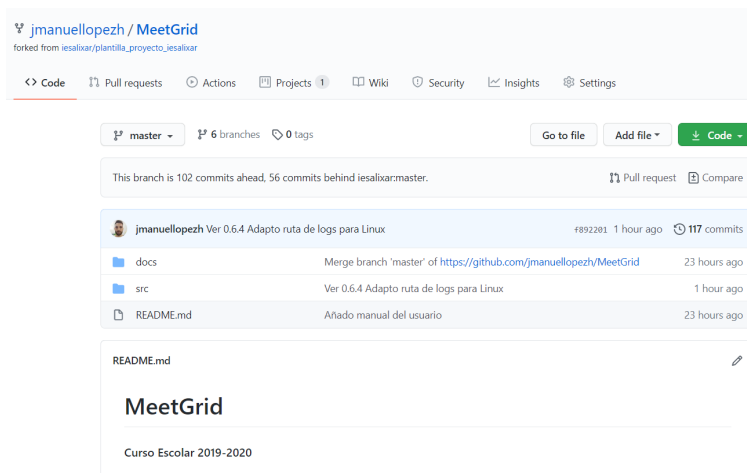 jmanuellopezh / MeetGrid
forked from iesalixar/plantilla_proyecto_iesalixar
<> Code Pull requests Actions Projects 1 Wiki Security Insights Settings
master 6 branches 0 tags Go to file Add file Code
This branch is 102 commits ahead, 56 commits behind iesalixar:master. Pull request Compare
jmanuellopezh Ver 0.6.4 Adapto ruta de logs para Linux f892201 1 hour ago 117 commits
docs Merge branch 'master' of https://github.com/jmanuellopezh/MeetGrid 23 hours ago
src Ver 0.6.4 Adapto ruta de logs para Linux 1 hour ago
README.md Añado manual del usuario 23 hours ago
README.md
MeetGrid
Curso Escolar 2019-2020